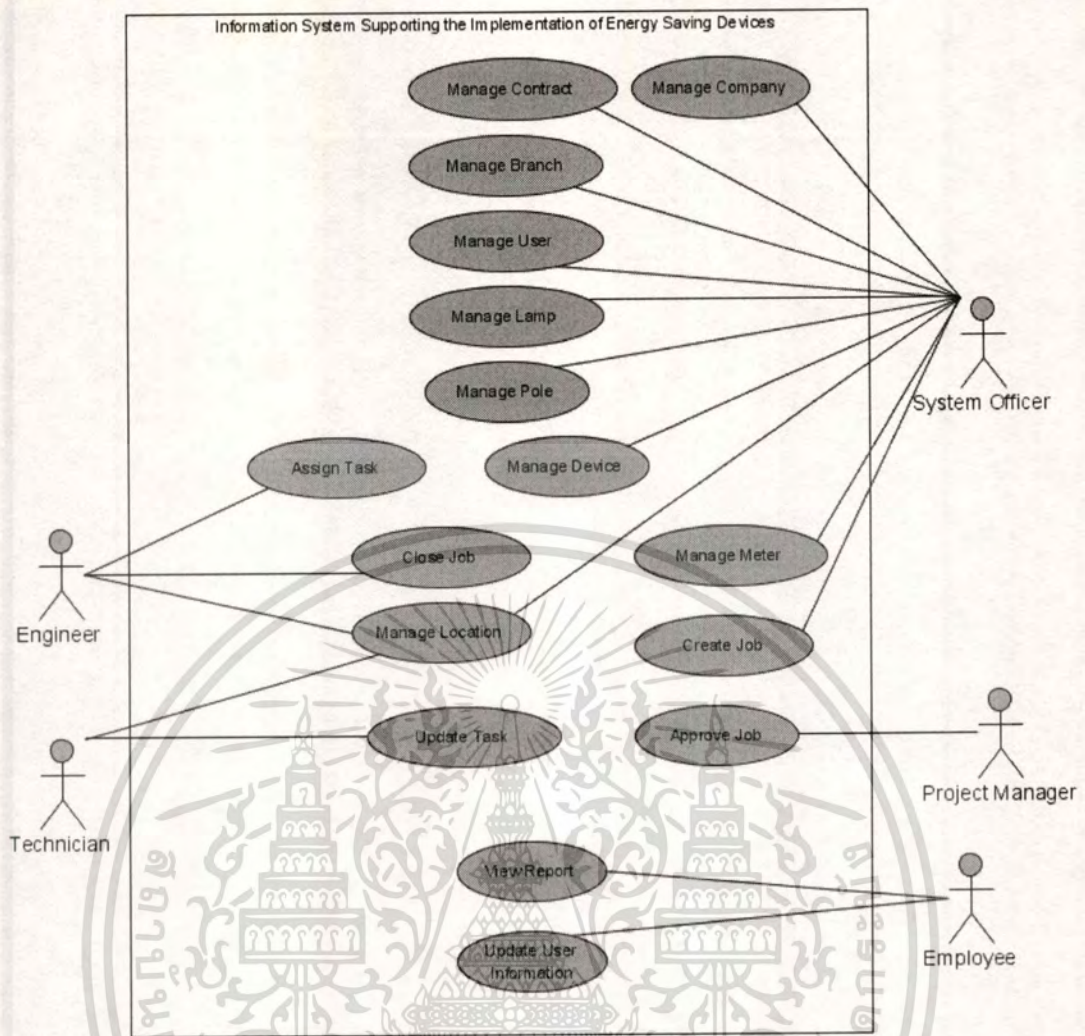 Information System Supporting the Implementation of Energy Saving Devices
Manage Contract
Manage Company
Manage Branch
Manage User
Manage Lamp
Manage Pole
System Officer
Assign Task
Manage Device
Close Job
Manage Meter
Engineer
Manage Location
Create Job
Update Task
Approve Job
Technician
Project Manager
View Report
Update User
Information
Employee